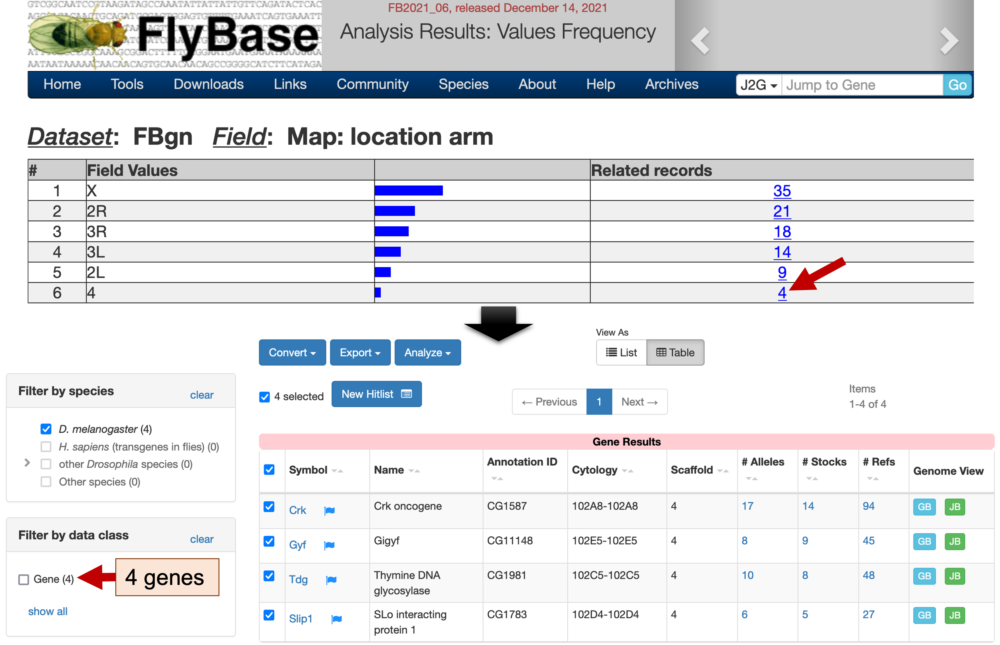 FlyBase
FB2021_06, released December 14, 2021
Analysis Results: Values Frequency
Home Tools Downloads Links Community Species About Help Archives J2G Jump to Gene Go
Dataset: FBgn Field: Map: location arm
# Field Values Related records
1 X 35
2 2R 21
3 3R 18
4 3L 14
5 2L 9
6 4 4
View As
Convert Export Analyze List Table
Filter by species clear
D. melanogaster (4)
H. sapiens (transgenes in flies) (0)
other Drosophila species (0)
Other species (0)
Filter by data class clear
Gene (4) 4 genes
show all
4 selected New Hitlist ← Previous 1 Next →
Items
1-4 of 4
Gene Results
Symbol Name Annotation ID Cytology Scaffold # Alleles # Stocks # Refs Genome View
Crk Crk oncogene CG1587 102A8-102A8 4 17 14 94 GB JB
Gyf Gigyf CG11148 102E5-102E5 4 8 9 45 GB JB
Tdg Thymine DNA glycosylase CG1981 102C5-102C5 4 10 8 48 GB JB
Slip1 SLo interacting protein 1 CG1783 102D4-102D4 4 6 5 27 GB JB